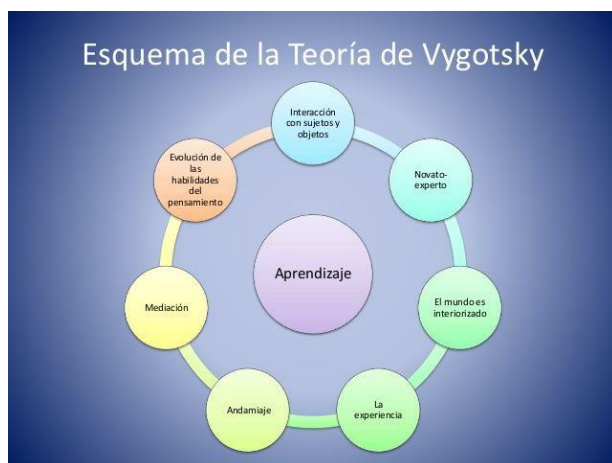 Esquema de la Teoría de Vygotsky
Interacción
con sujetos y
objetos
Novato-
experto
El mundo es
interiorizado
La
experiencia
Andamiaje
Mediación
Evolución de
las
habilidades
del
pensamiento
Aprendizaje